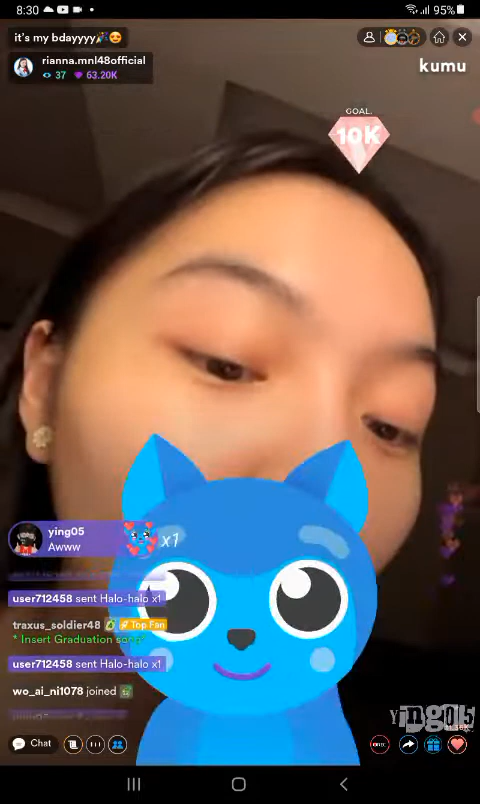 8:30
95%
it's my bdayyyy🎉😍
rianna.mnl48official
37 63.20K
kumu
GOAL
10K
ying05
Awww
x1
user712458 sent Halo-halo x1
traxus_soldier48 Top Fan
* Insert Graduation song*
user712458 sent Halo-halo x1
wo_ai_ni1078 joined
Ying05
Chat